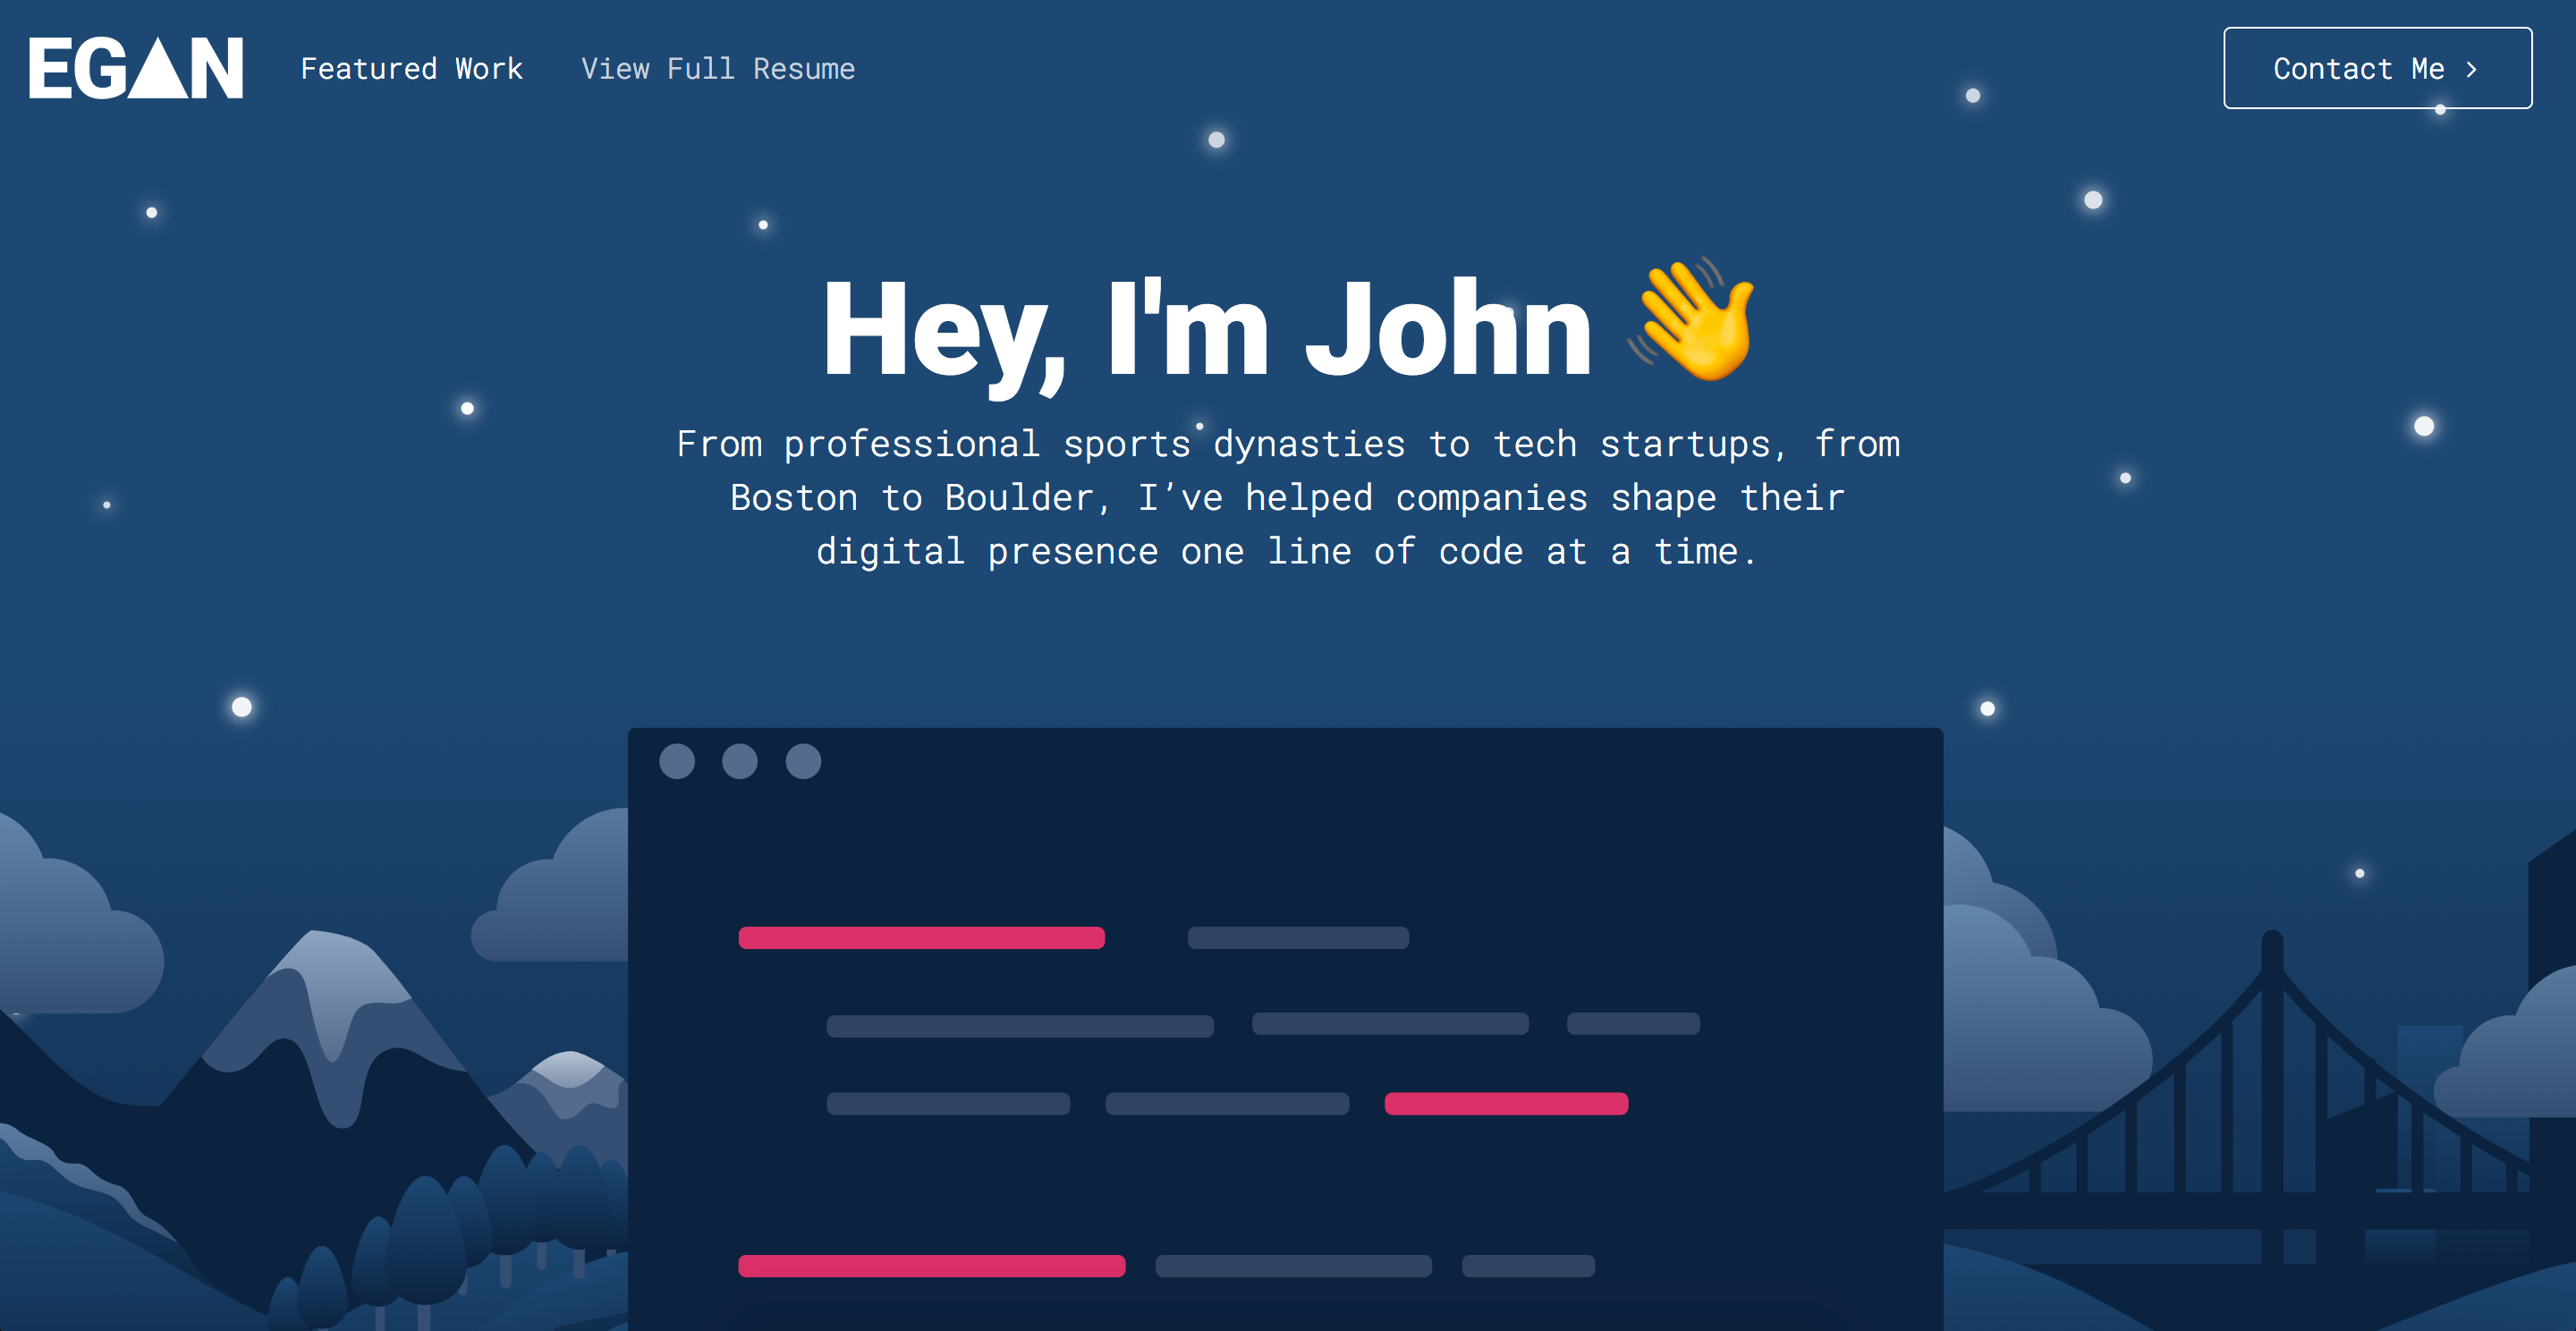 EGAN
Featured Work
View Full Resume
Contact Me >
Hey, I'm John 👋
From professional sports dynasties to tech startups, from
Boston to Boulder, I’ve helped companies shape their
digital presence one line of code at a time.